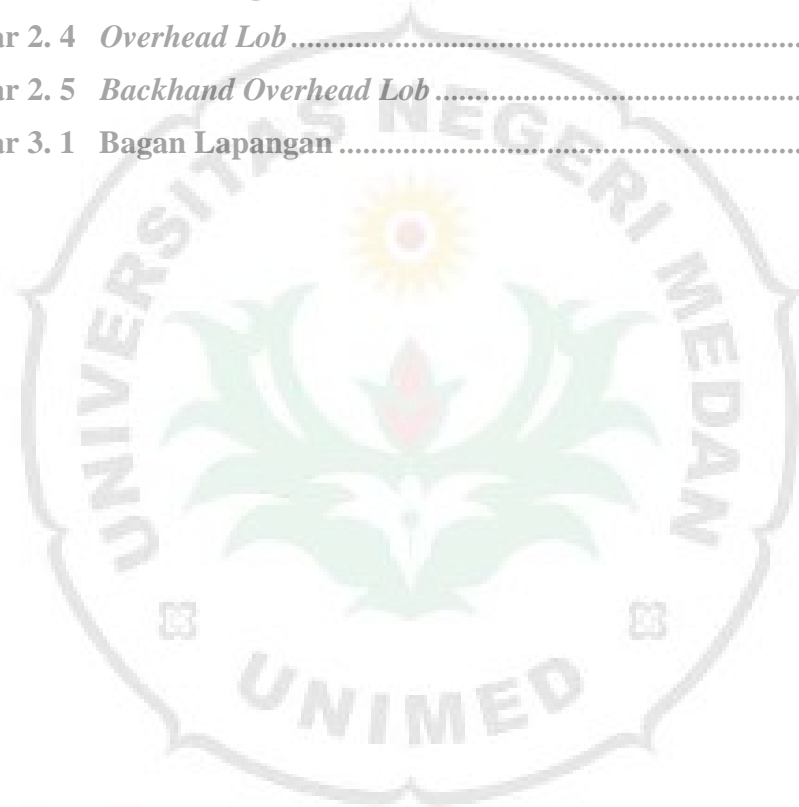 ar 2. 4 Overhead Lob
ar 2. 5 Backhand Overhead Lob
ar 3. 1 Bagan Lapangan
UNIVERSITAS NEGERI MEDAN
UNIMED